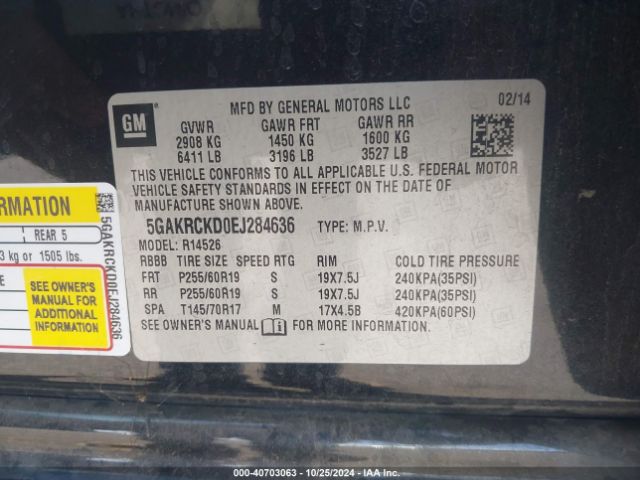 GM
MFD BY GENERAL MOTORS LLC 02/14
GVWR GAWR FRT GAWR RR
2908 KG 1450 KG 1600 KG
6411 LB 3196 LB 3527 LB
THIS VEHICLE CONFORMS TO ALL APPLICABLE U.S. FEDERAL MOTOR
VEHICLE SAFETY STANDARDS IN EFFECT ON THE DATE OF
MANUFACTURE SHOWN ABOVE.
5GAKRCKD0EJ284636 TYPE: M.P.V.
MODEL: R14526
RBBB TIRE SIZE SPEED RTG RIM COLD TIRE PRESSURE
FRT P255/60R19 S 19X7.5J 240KPA(35PSI)
RR P255/60R19 S 19X7.5J 240KPA(35PSI)
SPA T145/70R17 M 17X4.5B 420KPA(60PSI)
SEE OWNER'S MANUAL FOR MORE INFORMATION.
RMATION
REAR 5
3 kg or 1505 lbs.
SEE OWNER'S
MANUAL FOR
ADDITIONAL
INFORMATION
5GAKRCKD0EJ284636
000-40703063 - 10/25/2024 - IAA Inc.